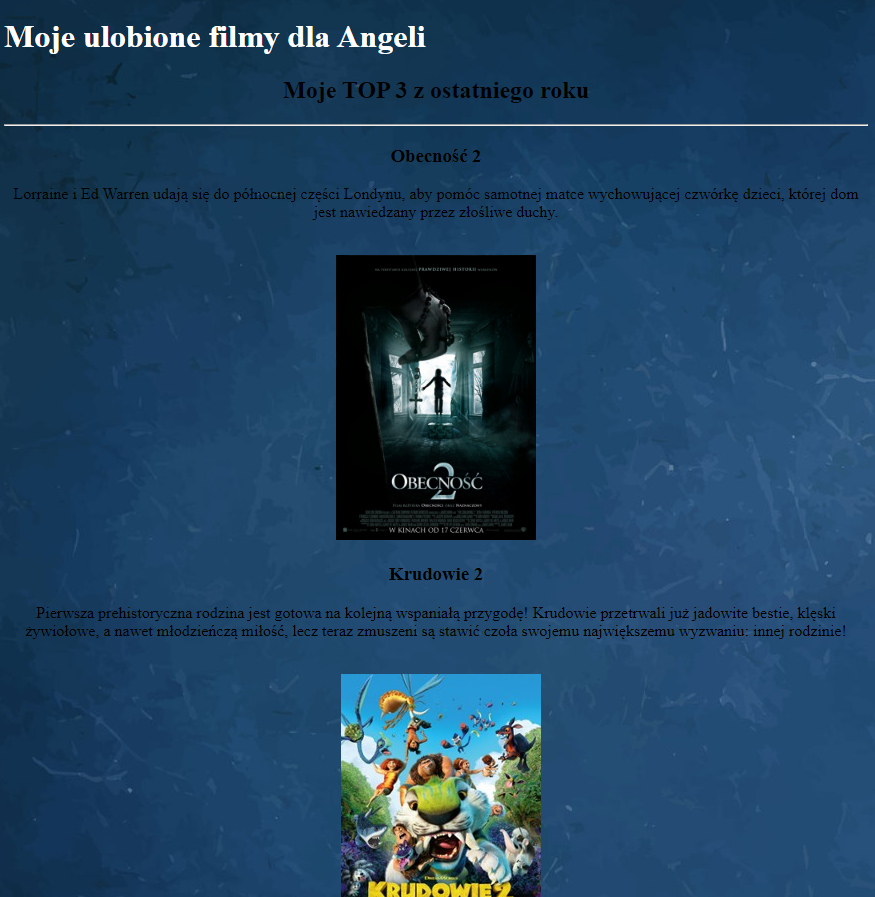 Moje ulobione filmy dla Angeli
Moje TOP 3 z ostatniego roku
Obecność 2
Lorraine i Ed Warren udają się do północnej części Londynu, aby pomóc samotnej matce wychowującej czwórkę dzieci, której dom
jest nawiedzany przez złośliwe duchy.
PRAWDZIWEJ HISTORII
OBECNOŚĆ 2
W KINACH OD 17 CZERWCA
Krudowie 2
Pierwsza prehistoryczna rodzina jest gotowa na kolejną wspaniałą przygodę! Krudowie przetrwali już jadowite bestie, klęski
żywiołowe, a nawet młodzieńczą miłość, lecz teraz zmuszeni są stawić czoła swojemu największemu wyzwaniu: innej rodzinie!
KRUDOWIE 2